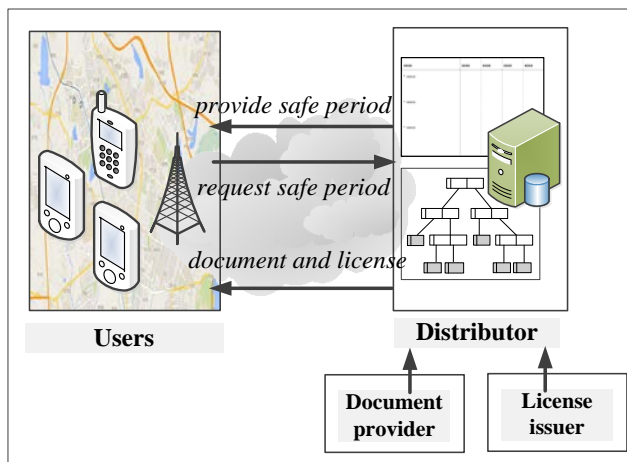 provide safe period
request safe period
document and license
Users
Distributor
Document
provider
License
issuer